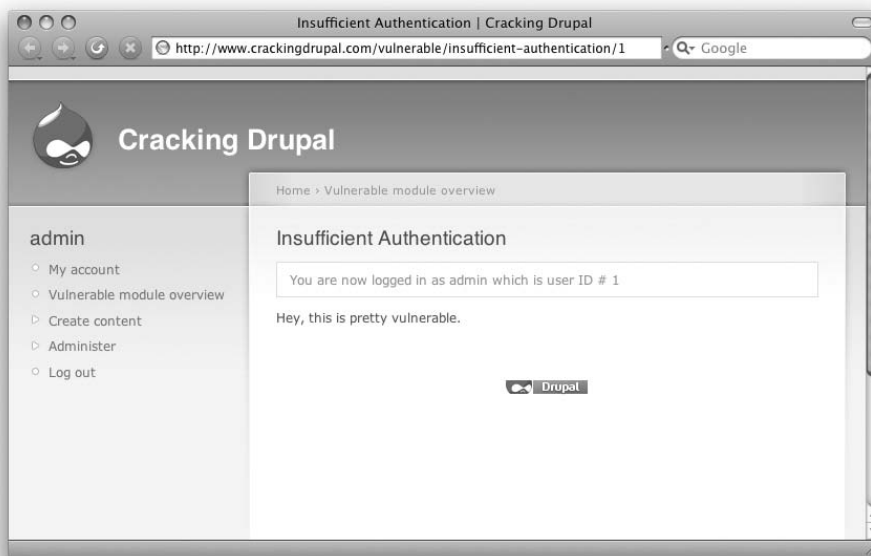 Insufficient Authentication | Cracking Drupal
http://www.crackingdrupal.com/vulnerable/insufficient-authentication/1
Google
Cracking Drupal
Home › Vulnerable module overview
admin
My account
Vulnerable module overview
Create content
Administer
Log out
Insufficient Authentication
You are now logged in as admin which is user ID # 1
Hey, this is pretty vulnerable.
Drupal